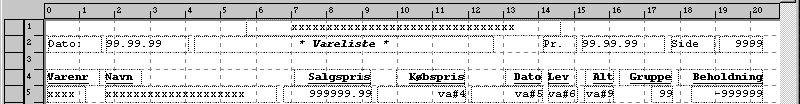 0 1 2 3 4 5 6 7 8 9 10 11 12 13 14 15 16 17 18 19 20
1 xxxxxxxxxxxxxxxxxxxxxxxxxxxxxx
2 Dato: 99.99.99 * Vareliste * Pr. 99.99.99 Side 9999
3
4 Varenr Navn Salgspris Købspris Dato Lev Alt Gruppe Beholdning
5 xxxx xxxxxxxxxxxxxxxxxxxx 999999.99 va#4 va#5 va#6 va#9 99 -999999